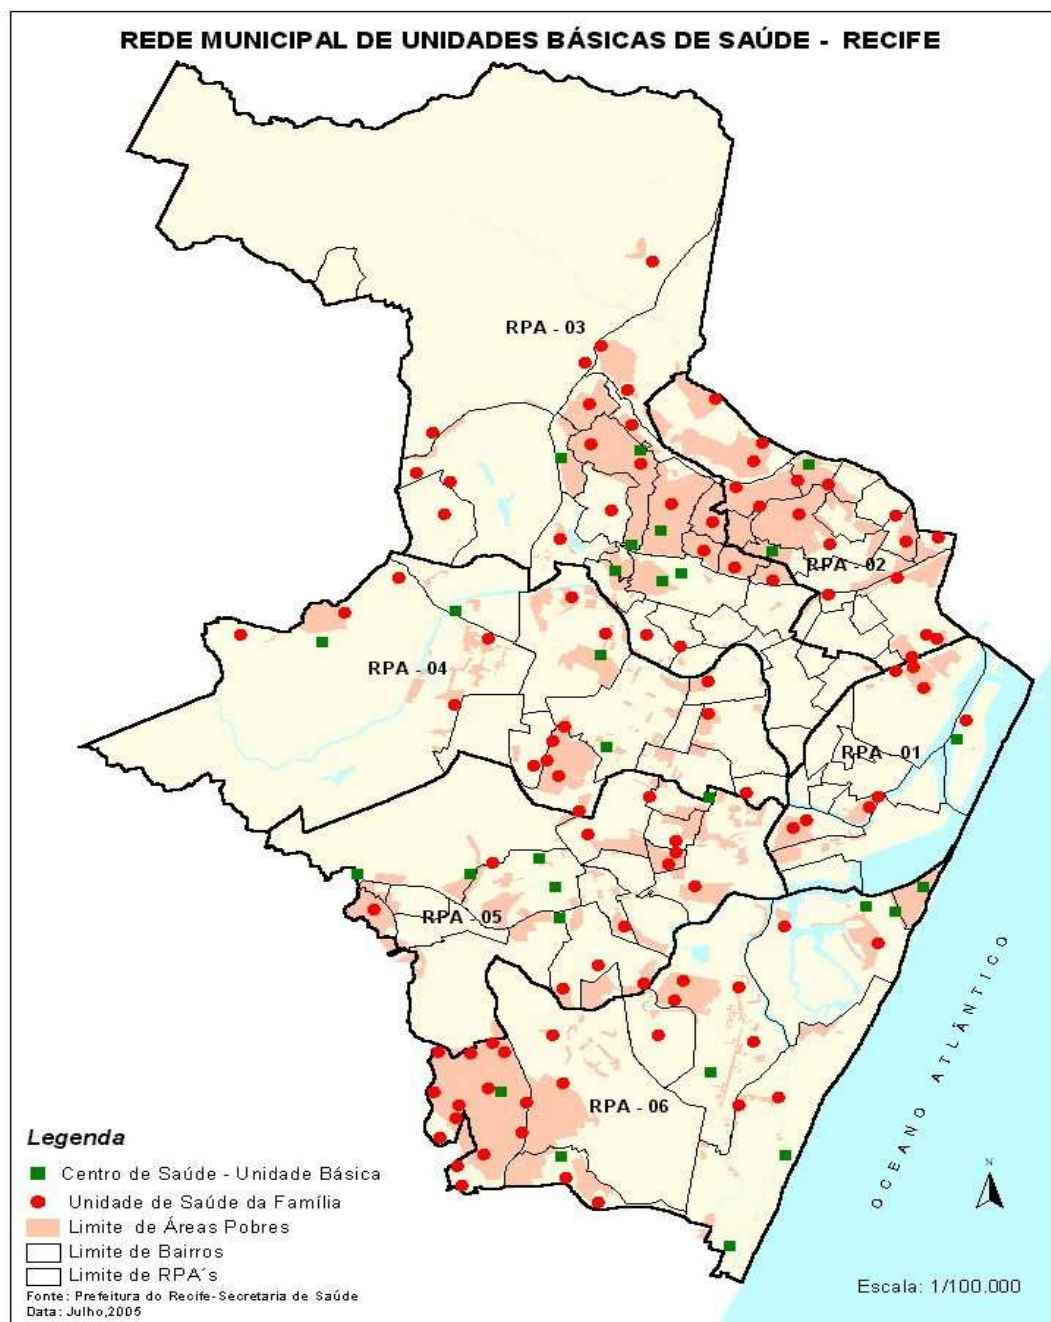 REDE MUNICIPAL DE UNIDADES BÁSICAS DE SAÚDE - RECIFE
RPA - 03
RPA - 02
RPA - 04
RPA - 01
RPA - 05
RPA - 06
OCEANO ATLÂNTICO
N
Legenda
Centro de Saúde - Unidade Básica
Unidade de Saúde da Família
Limite de Áreas Pobres
Limite de Bairros
Limite de RPA´s
Fonte: Prefeitura do Recife-Secretaria de Saúde
Data: Julho,2005
Escala: 1/100.000